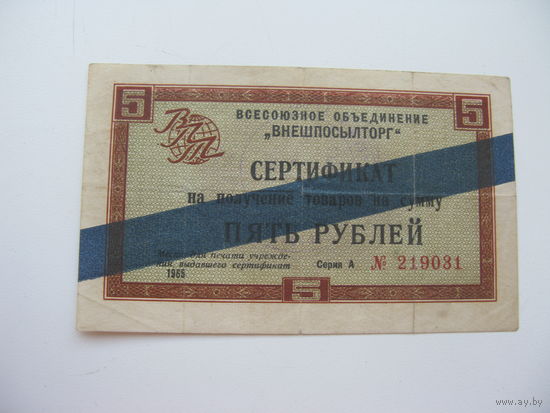 5 5
ВПТ
ВСЕСОЮЗНОЕ ОБЪЕДИНЕНИЕ
„ВНЕШПОСЫЛТОРГ“
СЕРТИФИКАТ
на получение товаров на сумму
ПЯТЬ РУБЛЕЙ
Место для печати учрежде-
ния выдавшего сертификат
1965
Серия А № 219031
5
www.ay.by